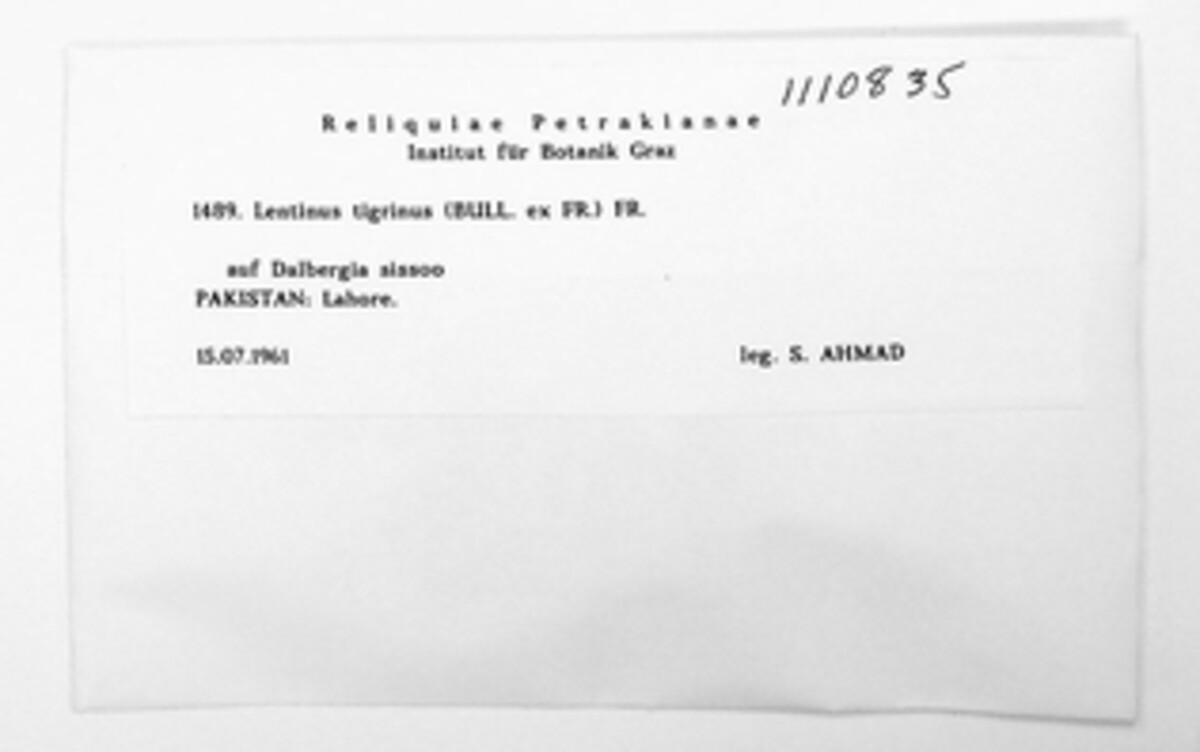 1110835
Reliquiae Petrakianae
Institut für Botanik Graz
1489. Lentinus tigrinus (BULL. ex FR.) FR.
auf Dalbergia sissoo
PAKISTAN: Lahore.
15.07.1961 leg. S. AHMAD